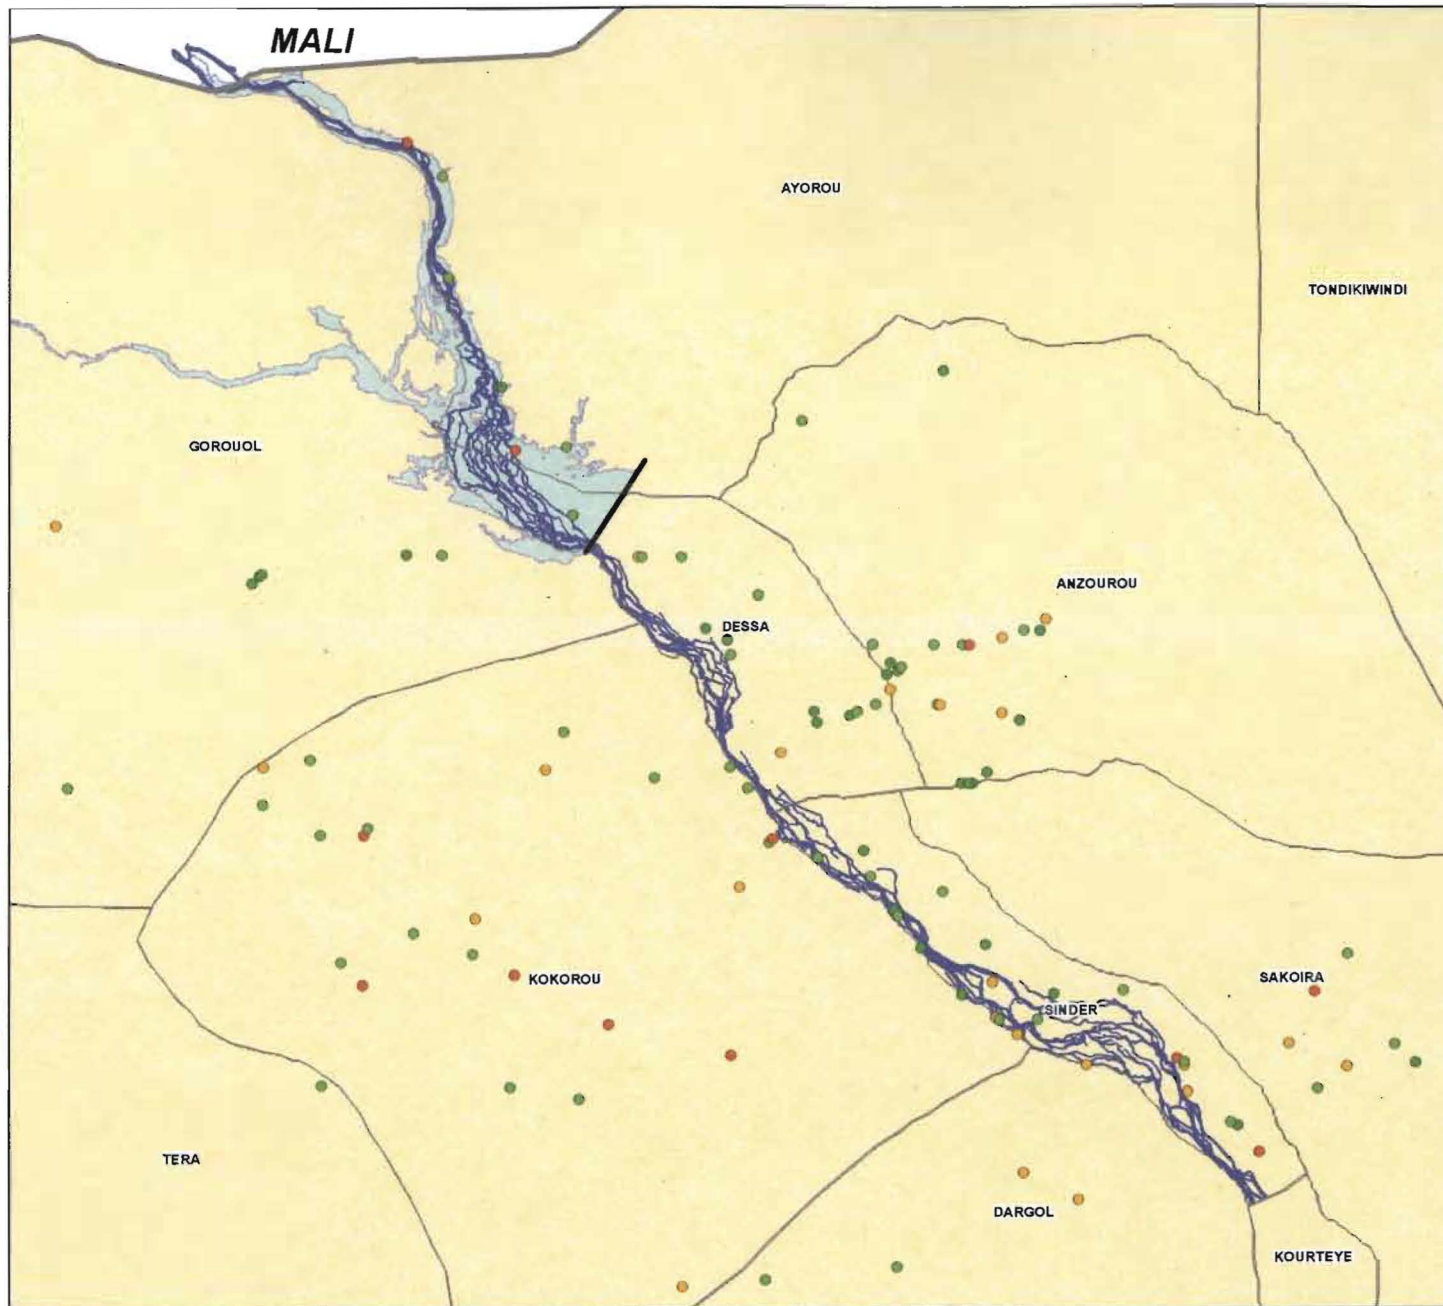 MALI
AYOROU
TONDIKIWINDI
GOROUOL
ANZOUROU
DESSA
KOKOROU
SAKOIRA
SINDER
TERA
DARGOL
KOURTEYE